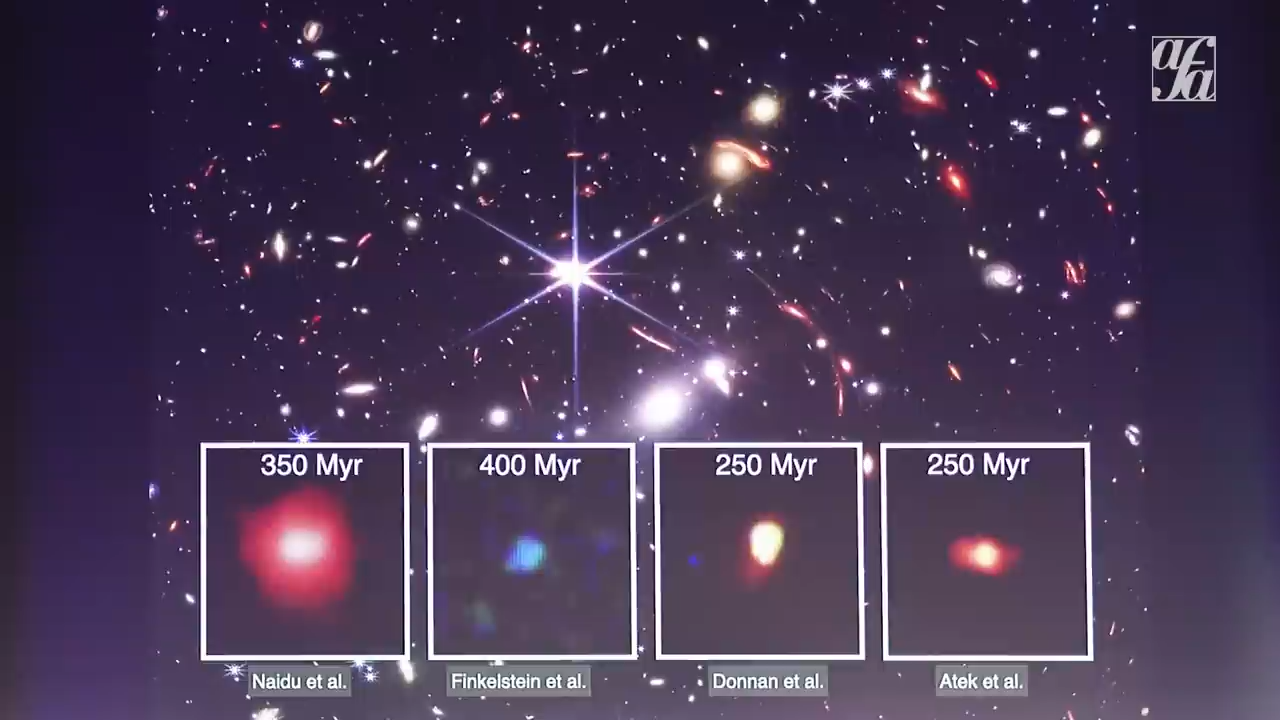 afa
350 Myr
400 Myr
250 Myr
250 Myr
Naidu et al.
Finkelstein et al.
Donnan et al.
Atek et al.